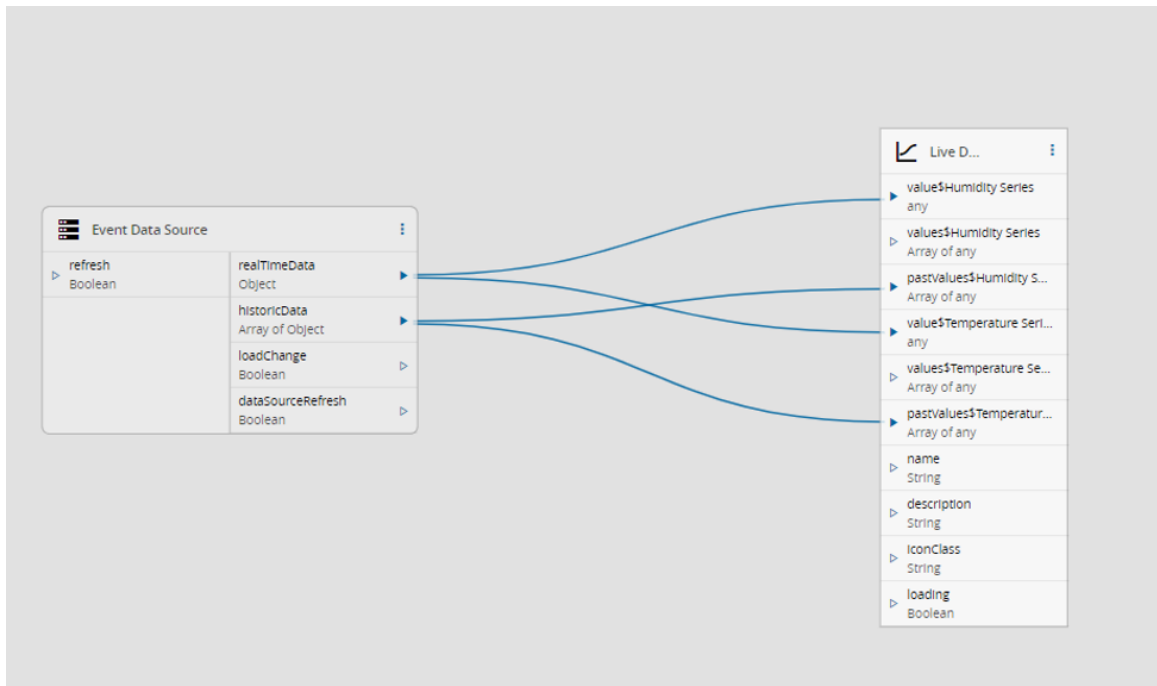 Event Data Source
refresh
Boolean
realTimeData
Object
historicData
Array of Object
loadChange
Boolean
dataSourceRefresh
Boolean
Live D...
value$Humidity Series
any
values$Humidity Series
Array of any
pastValues$Humidity S...
Array of any
value$Temperature Seri...
any
values$Temperature Se...
Array of any
pastValues$Temperatur...
Array of any
name
String
description
String
iconClass
String
loading
Boolean